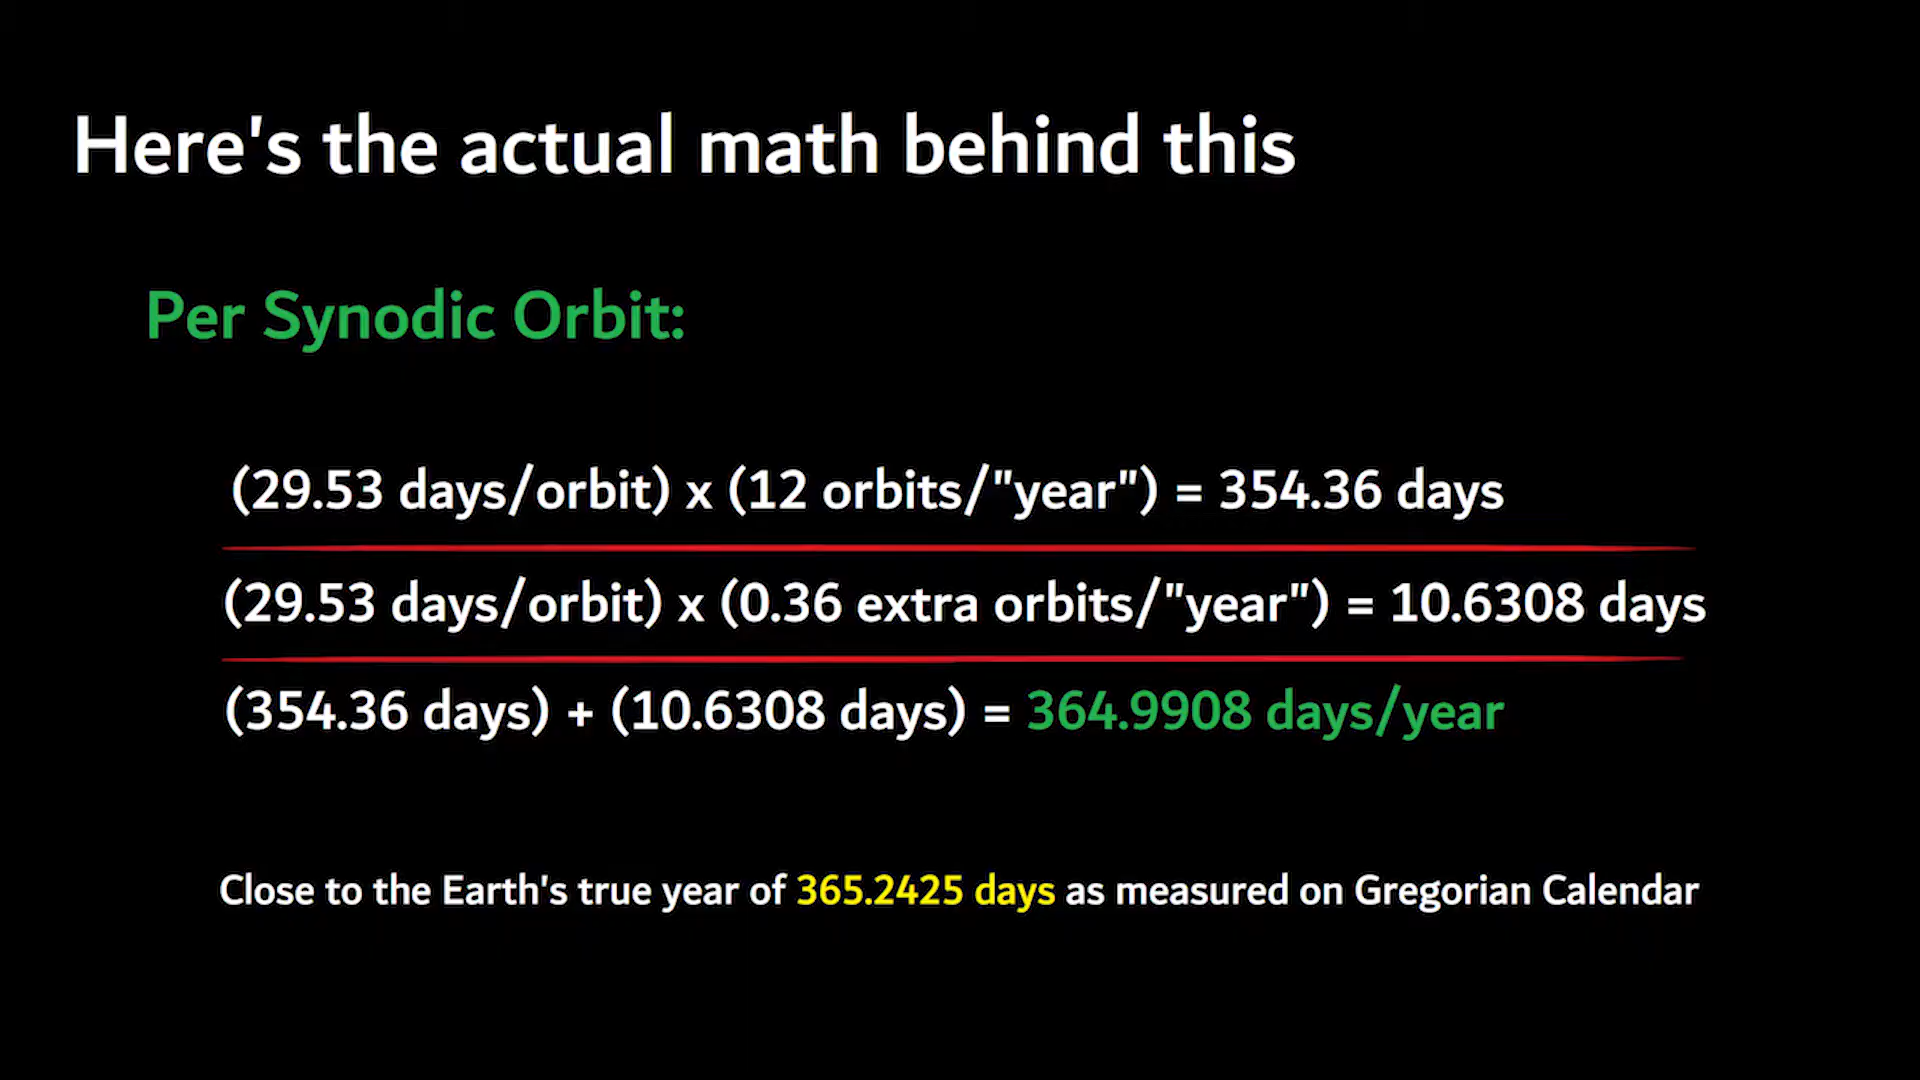 Here's the actual math behind this
Per Synodic Orbit:
(29.53 days/orbit) x (12 orbits/"year") = 354.36 days
(29.53 days/orbit) x (0.36 extra orbits/"year") = 10.6308 days
(354.36 days) + (10.6308 days) = 364.9908 days/year
Close to the Earth's true year of 365.2425 days as measured on Gregorian Calendar